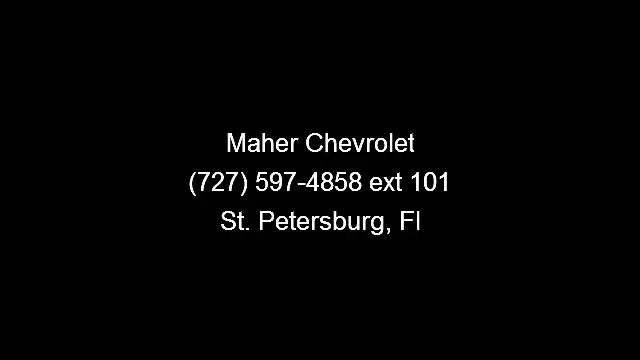 Maher Chevrolet
(727) 597-4858 ext 101
St. Petersburg, Fl